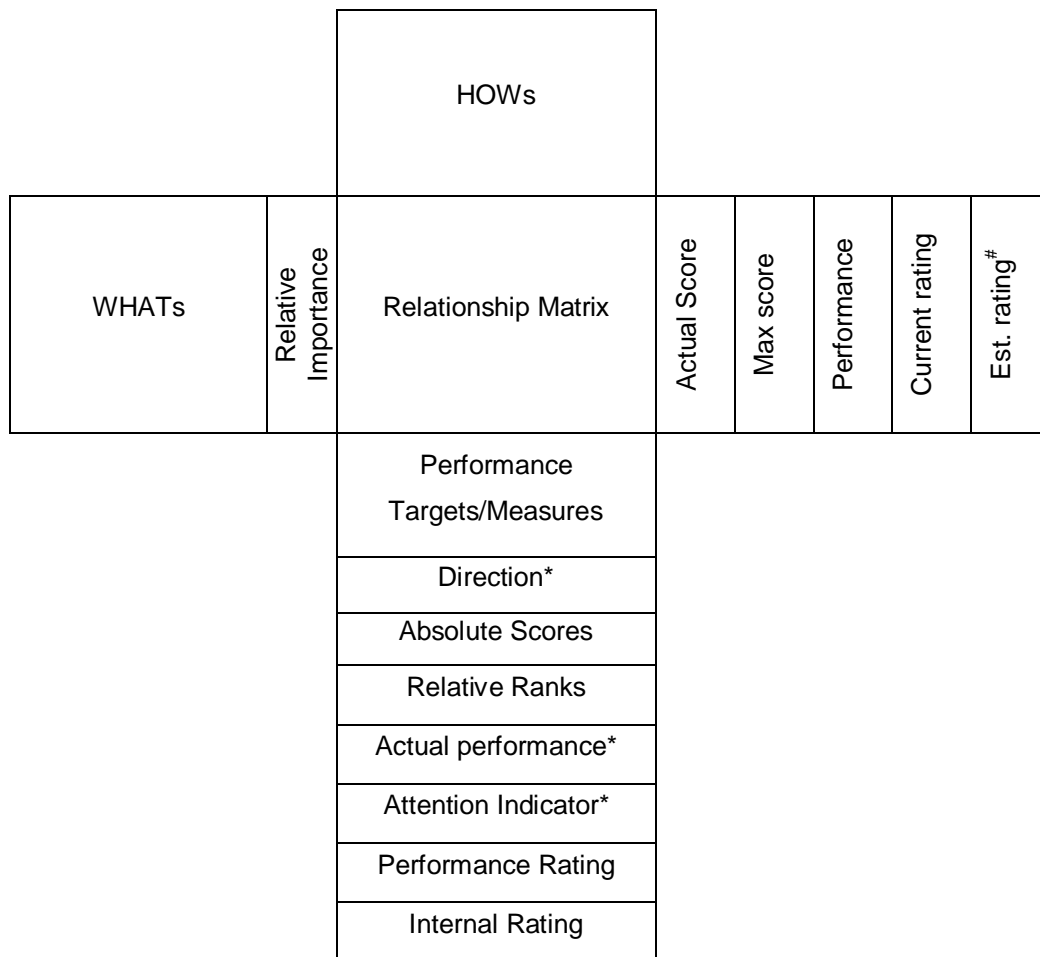 HOWs
WHATs
Relative
Importance
Relationship Matrix
Actual Score
Max score
Performance
Current rating
Est. rating#
Performance
Targets/Measures
Direction*
Absolute Scores
Relative Ranks
Actual performance*
Attention Indicator*
Performance Rating
Internal Rating